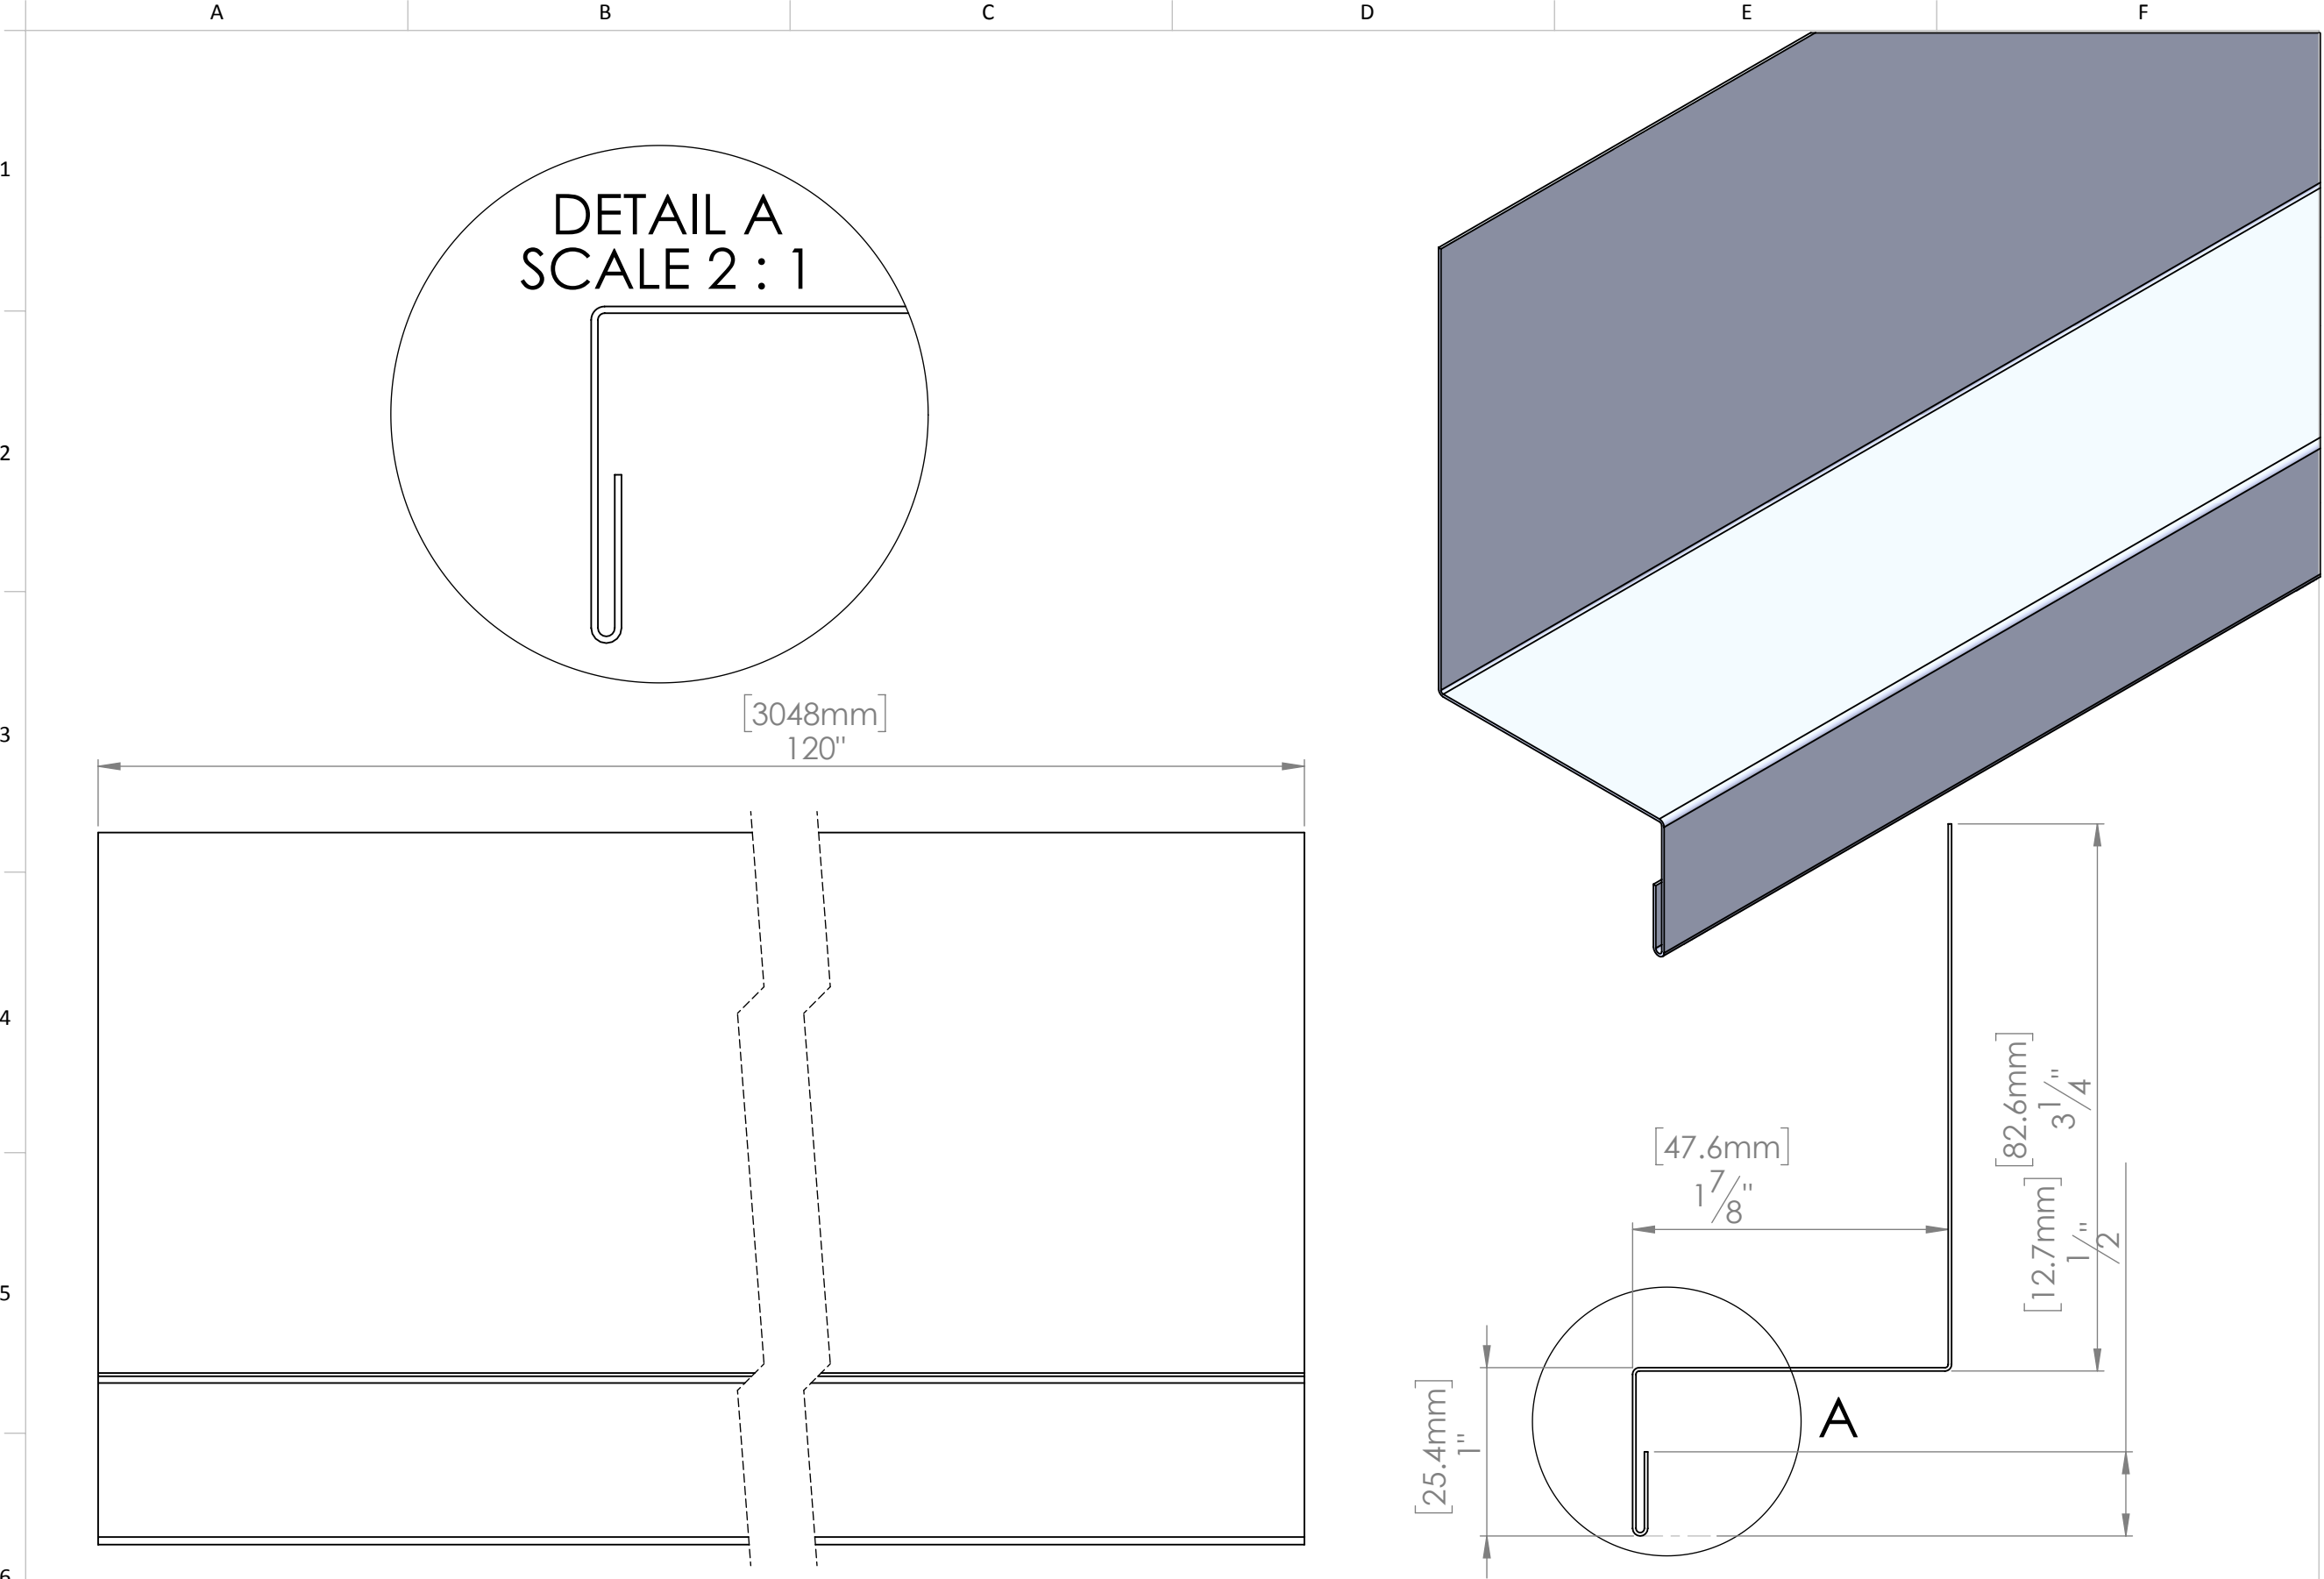 A B C D E F
1
DETAIL A
SCALE 2 : 1
2
[3048mm]
120"
3
4
[82.6mm]
3 1/4"
[47.6mm]
1 7/8"
[12.7mm]
1/2"
5
[25.4mm]
1"
A
6